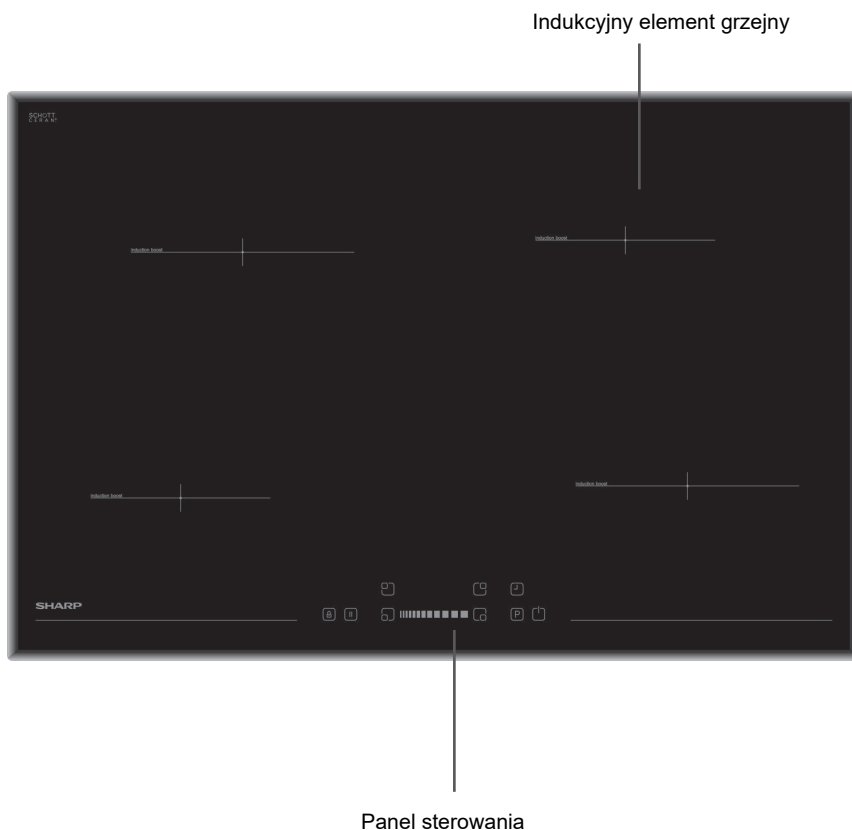 Indukcyjny element grzejny
SCHOTT
CERAN®
induction boost
induction boost
induction boost
induction boost
SHARP
P
Panel sterowania